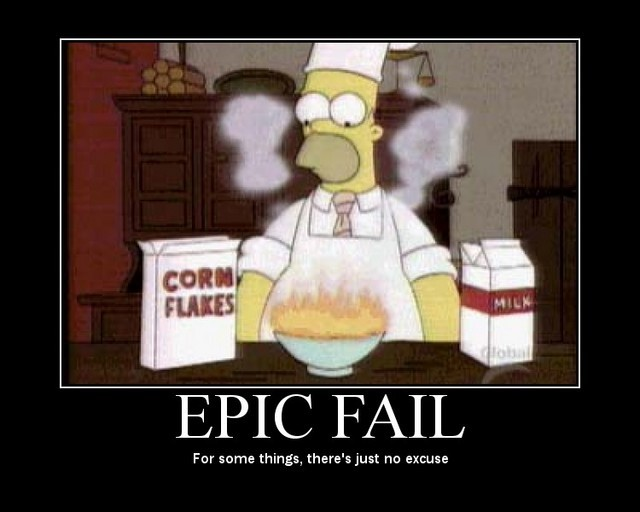 CORN
FLAKES
MILK
Global
EPIC FAIL
For some things, there's just no excuse